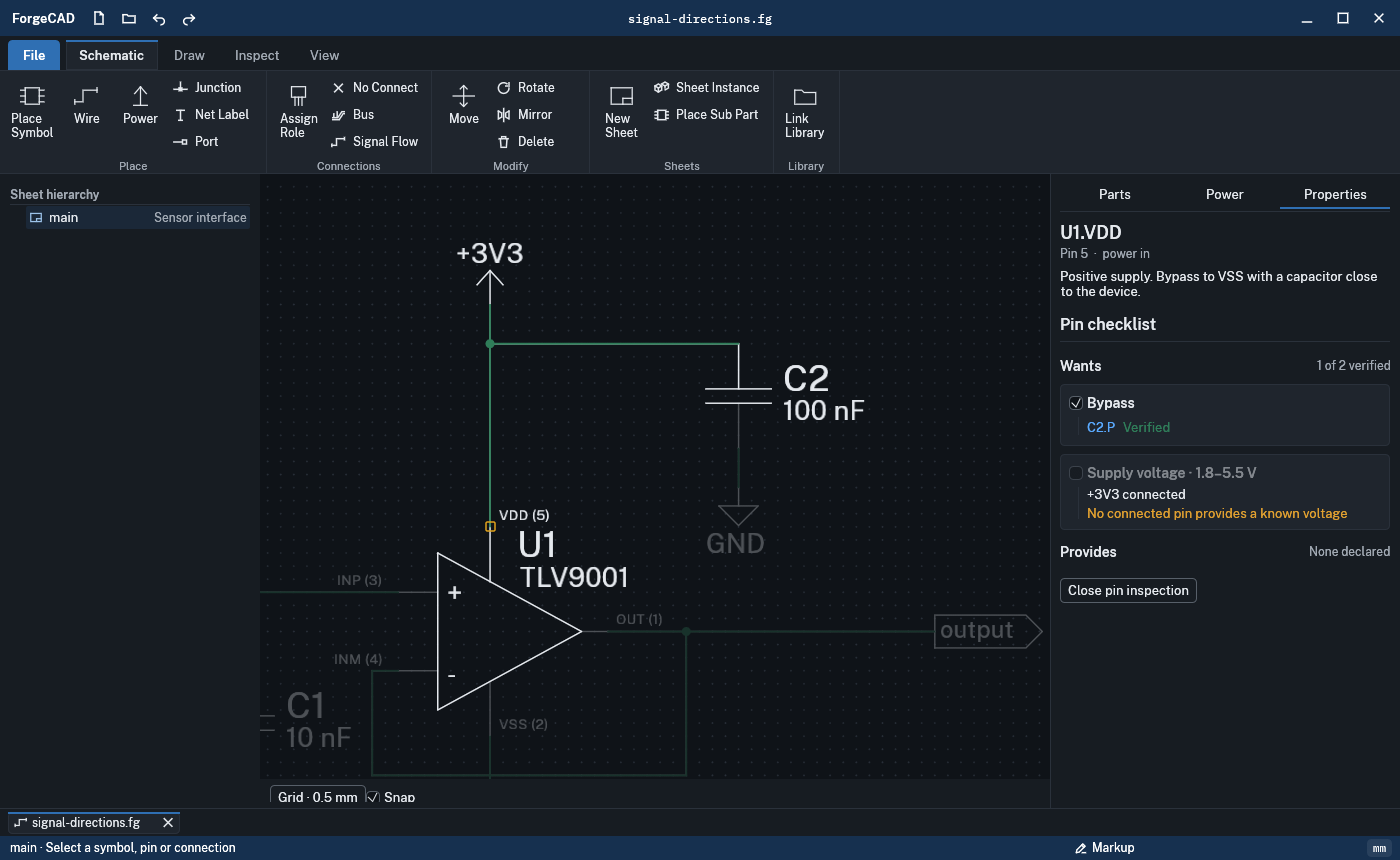 ForgeCAD
signal-directions.fg
File
Schematic
Draw
Inspect
View
Place Symbol
Wire
Power
Junction
Net Label
Port
Place
Assign Role
No Connect
Bus
Signal Flow
Connections
Move
Rotate
Mirror
Delete
Modify
New Sheet
Sheet Instance
Place Sub Part
Sheets
Link Library
Library
Sheet hierarchy
main Sensor interface
+3V3
C2
100 nF
GND
VDD (5)
U1
TLV9001
INP (3)
+
OUT (1)
output
INM (4)
-
C1
10 nF
VSS (2)
Grid · 0.5 mm
Snap
Parts
Power
Properties
U1.VDD
Pin 5 · power in
Positive supply. Bypass to VSS with a capacitor close
to the device.
Pin checklist
Wants 1 of 2 verified
Bypass
C2.P Verified
Supply voltage · 1.8–5.5 V
+3V3 connected
No connected pin provides a known voltage
Provides None declared
Close pin inspection
signal-directions.fg
main · Select a symbol, pin or connection
Markup
mm